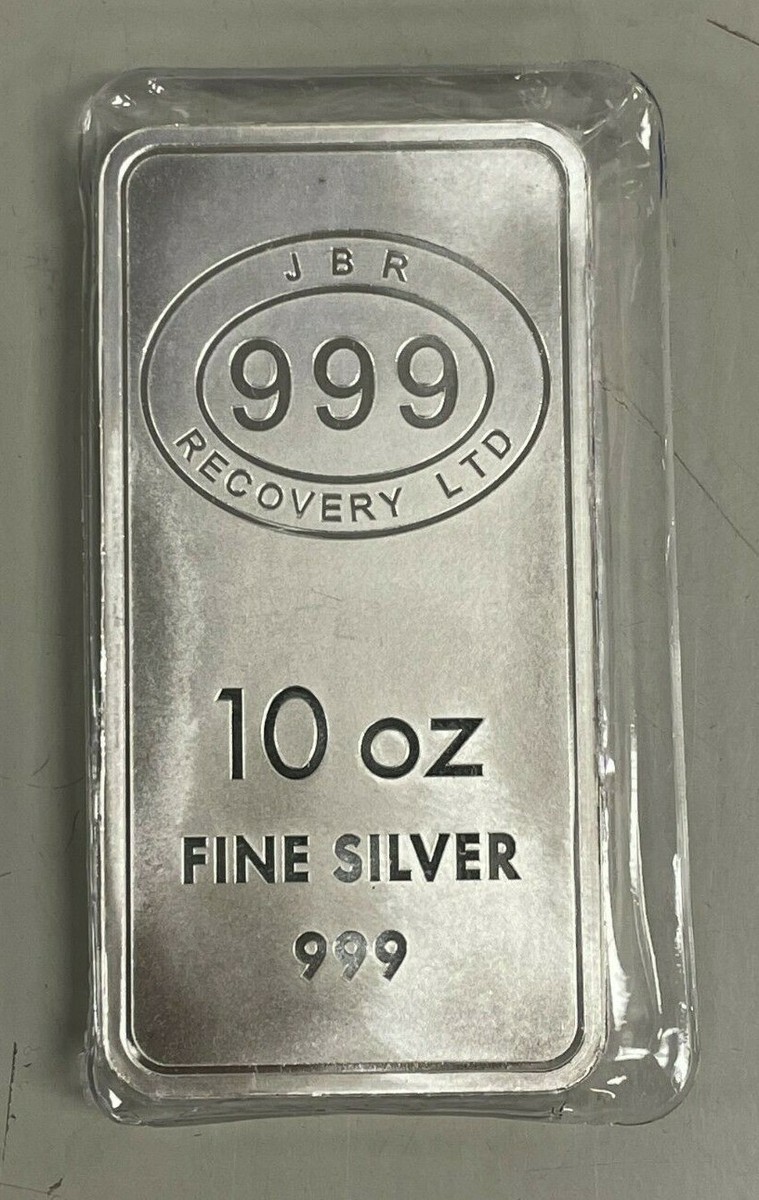 JBR
999
RECOVERY LTD
10 oz
FINE SILVER
999